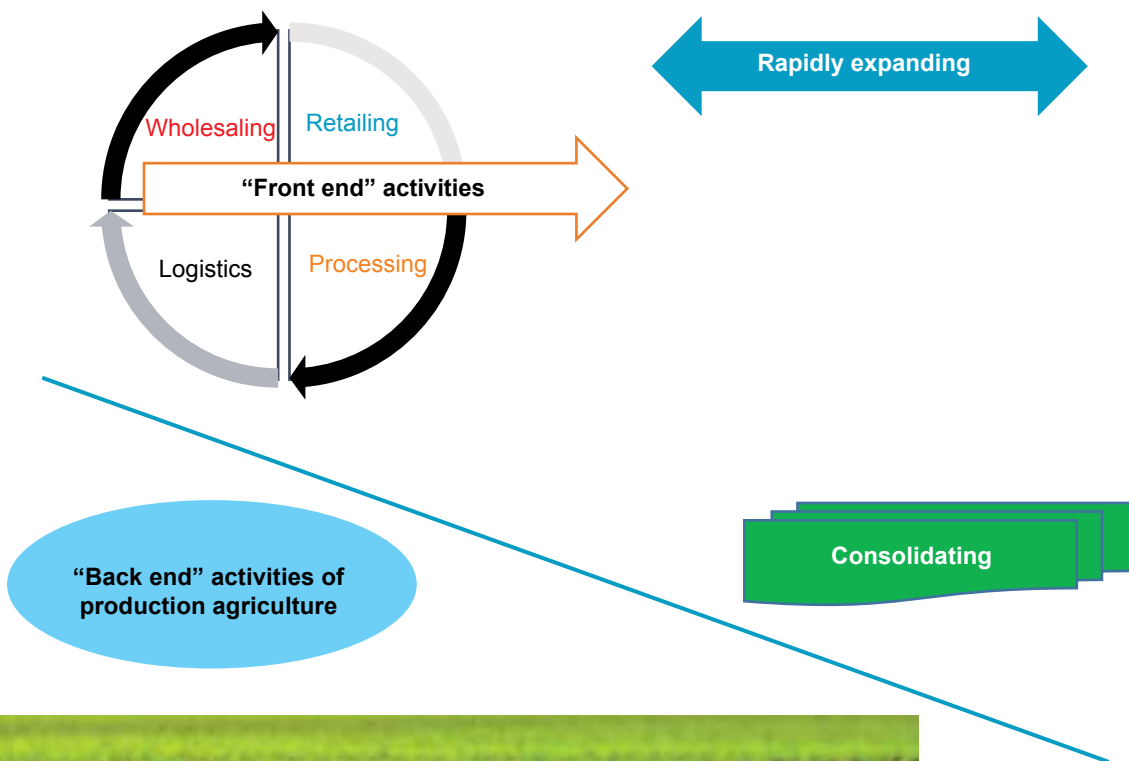 Rapidly expanding
Wholesaling
Retailing
“Front end” activities
Logistics
Processing
Consolidating
“Back end” activities of
production agriculture